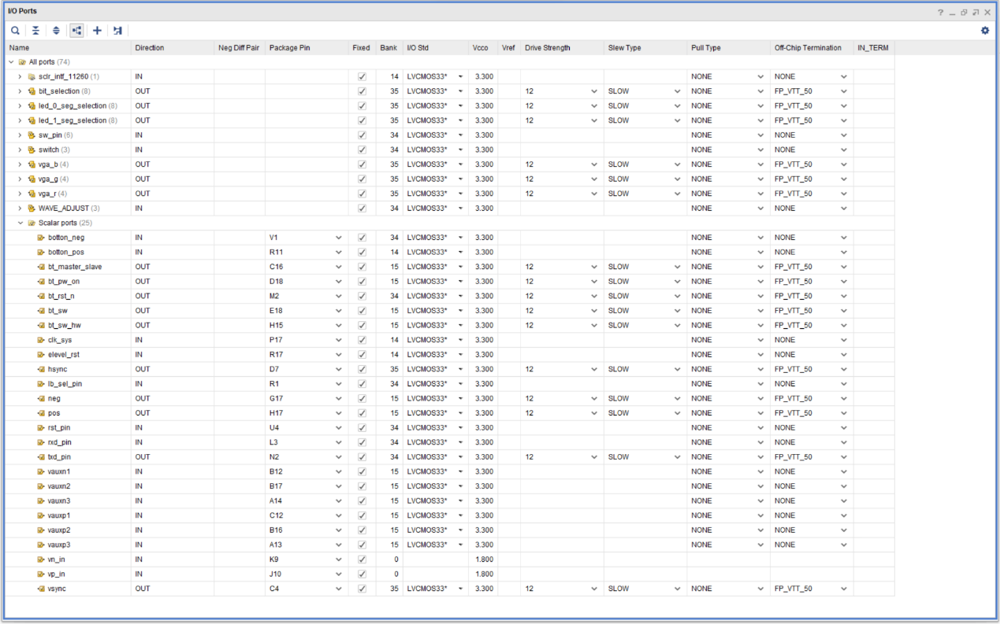 I/O Ports
Name Direction Neg Diff Pair Package Pin Fixed Bank I/O Std Vcco Vref Drive Strength Slew Type Pull Type Off-Chip Termination IN_TERM
All ports (74)
sclr_intf_11260 (1) IN 14 LVCMOS33* 3.300 NONE NONE
bit_selection (8) OUT 35 LVCMOS33* 3.300 12 SLOW NONE FP_VTT_50
led_0_seg_selection (8) OUT 35 LVCMOS33* 3.300 12 SLOW NONE FP_VTT_50
led_1_seg_selection (8) OUT 35 LVCMOS33* 3.300 12 SLOW NONE FP_VTT_50
sw_pin (6) IN 34 LVCMOS33* 3.300 NONE NONE
switch (3) IN 34 LVCMOS33* 3.300 NONE NONE
vga_b (4) OUT 35 LVCMOS33* 3.300 12 SLOW NONE FP_VTT_50
vga_g (4) OUT 35 LVCMOS33* 3.300 12 SLOW NONE FP_VTT_50
vga_r (4) OUT 35 LVCMOS33* 3.300 12 SLOW NONE FP_VTT_50
WAVE_ADJUST (3) IN 34 LVCMOS33* 3.300 NONE NONE
Scalar ports (25)
botton_neg IN V1 34 LVCMOS33* 3.300 NONE NONE
botton_pos IN R11 14 LVCMOS33* 3.300 NONE NONE
bt_master_slave OUT C16 15 LVCMOS33* 3.300 12 SLOW NONE FP_VTT_50
bt_pw_on OUT D18 15 LVCMOS33* 3.300 12 SLOW NONE FP_VTT_50
bt_rst_n OUT M2 34 LVCMOS33* 3.300 12 SLOW NONE FP_VTT_50
bt_sw OUT E18 15 LVCMOS33* 3.300 12 SLOW NONE FP_VTT_50
bt_sw_hw OUT H15 15 LVCMOS33* 3.300 12 SLOW NONE FP_VTT_50
clk_sys IN P17 14 LVCMOS33* 3.300 NONE NONE
elevel_rst IN R17 14 LVCMOS33* 3.300 NONE NONE
hsync OUT D7 35 LVCMOS33* 3.300 12 SLOW NONE FP_VTT_50
lb_sel_pin IN R1 34 LVCMOS33* 3.300 NONE NONE
neg OUT G17 15 LVCMOS33* 3.300 12 SLOW NONE FP_VTT_50
pos OUT H17 15 LVCMOS33* 3.300 12 SLOW NONE FP_VTT_50
rst_pin IN U4 34 LVCMOS33* 3.300 NONE NONE
rxd_pin IN L3 34 LVCMOS33* 3.300 NONE NONE
txd_pin OUT N2 34 LVCMOS33* 3.300 12 SLOW NONE FP_VTT_50
vauxn1 IN B12 15 LVCMOS33* 3.300 NONE NONE
vauxn2 IN B17 15 LVCMOS33* 3.300 NONE NONE
vauxn3 IN A14 15 LVCMOS33* 3.300 NONE NONE
vauxp1 IN C12 15 LVCMOS33* 3.300 NONE NONE
vauxp2 IN B16 15 LVCMOS33* 3.300 NONE NONE
vauxp3 IN A13 15 LVCMOS33* 3.300 NONE NONE
vn_in IN K9 0 1.800
vp_in IN J10 0 1.800
vsync OUT C4 35 LVCMOS33* 3.300 12 SLOW NONE FP_VTT_50